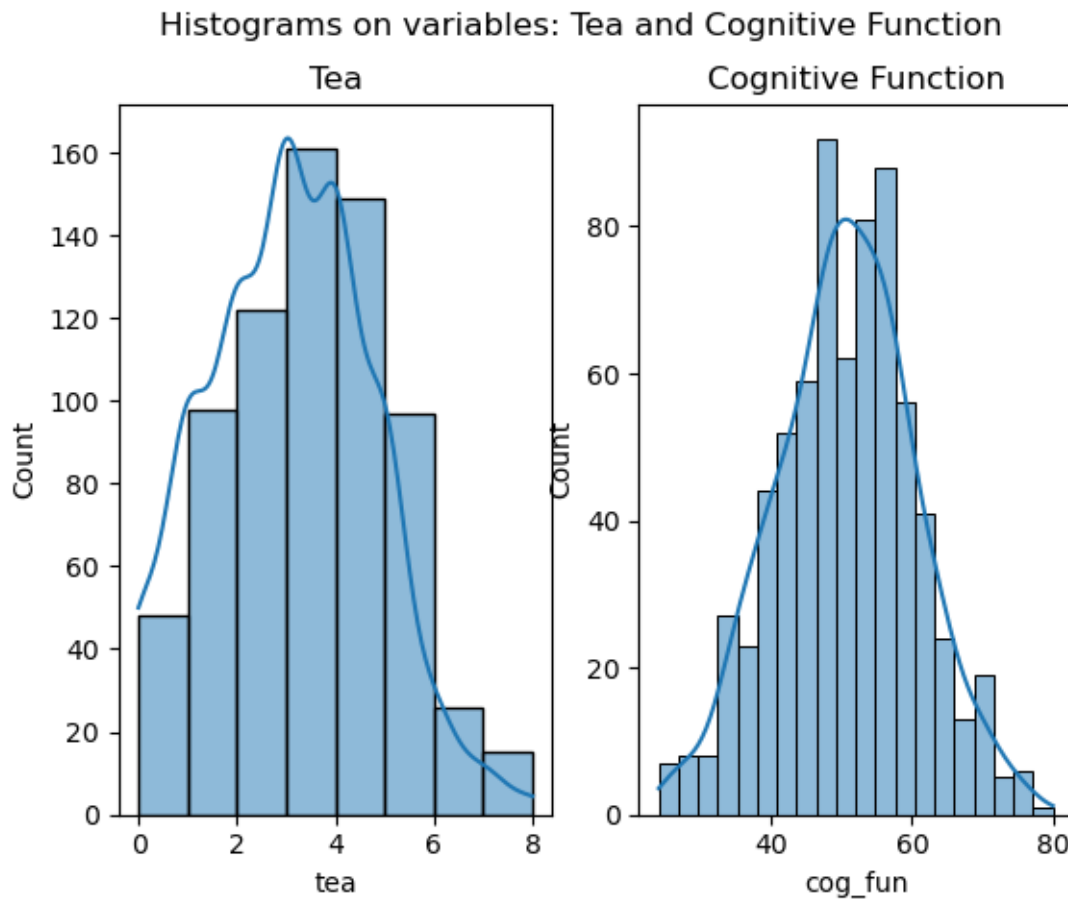 Histograms on variables: Tea and Cognitive Function
Tea
Cognitive Function
160
140
120
100
80
60
40
20
0
Count
0 2 4 6 8
tea
80
60
40
20
0
Count
40 60 80
cog_fun